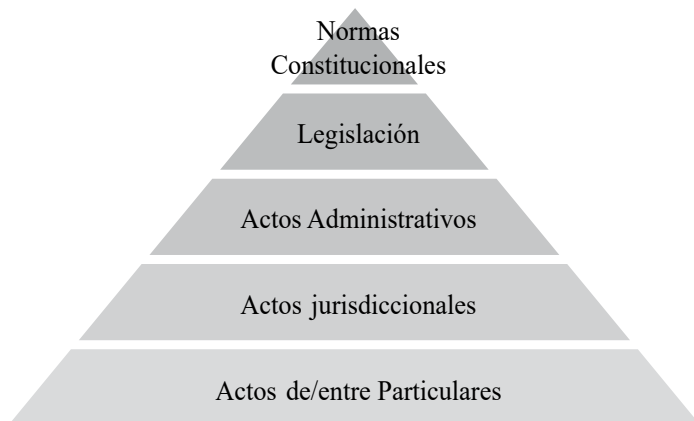 Normas
Constitucionales
Legislación
Actos Administrativos
Actos jurisdiccionales
Actos de/entre Particulares